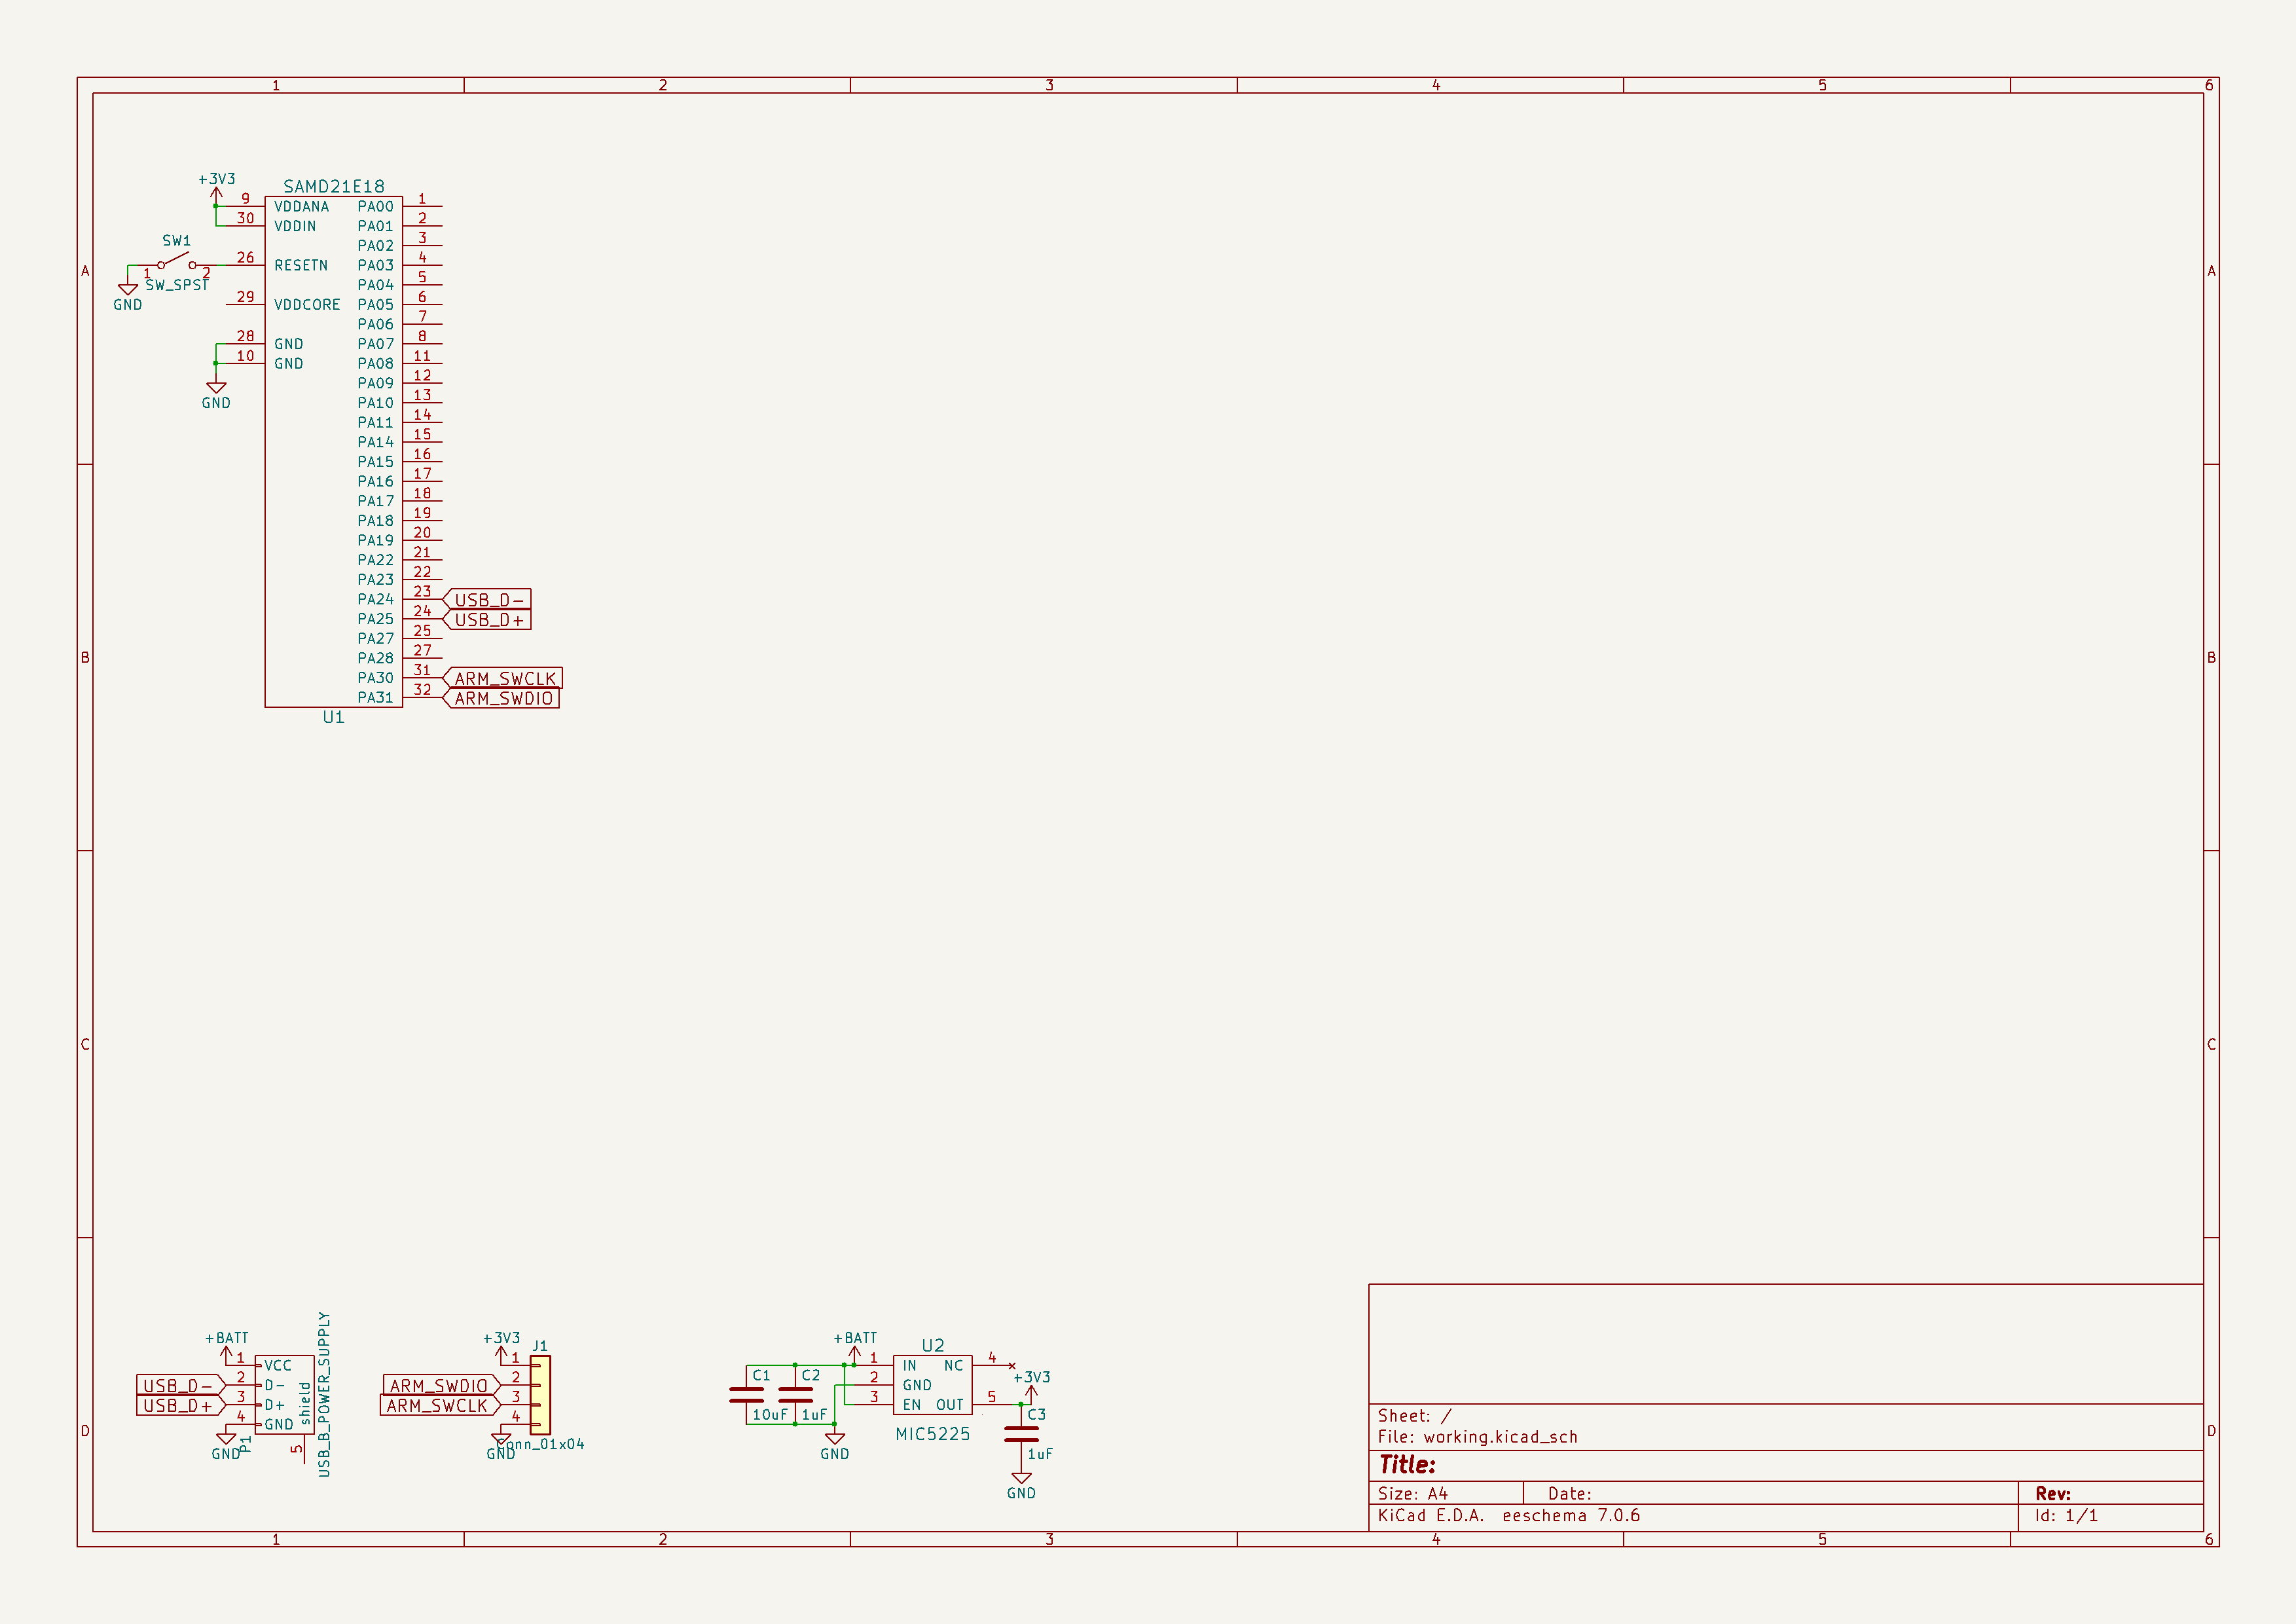 1 2 3 4 5 6
A A
B B
C C
D D
+3V3
SAMD21E18
9 VDDANA PA00 1
30 VDDIN PA01 2
PA02 3
SW1
1 2 26 RESETN PA03 4
SW_SPST
GND
PA04 5
29 VDDCORE PA05 6
PA06 7
28 GND PA07 8
10 GND PA08 11
PA09 12
GND
PA10 13
PA11 14
PA14 15
PA15 16
PA16 17
PA17 18
PA18 19
PA19 20
PA22 21
PA23 22
PA24 23 USB_D-
PA25 24 USB_D+
PA27 25
PA28 27
PA30 31 ARM_SWCLK
PA31 32 ARM_SWDIO
U1
+BATT
1 VCC
USB_D- 2 D-
USB_D+ 3 D+
4 GND
GND
P1
shield
5
USB_B_POWER_SUPPLY
+3V3
J1
1
ARM_SWDIO 2
ARM_SWCLK 3
4
GND
Conn_01x04
+BATT
U2
1 IN NC 4
2 GND
3 EN OUT 5
MIC5225
C1
10uF
C2
1uF
GND
+3V3
C3
1uF
GND
Sheet: /
File: working.kicad_sch
Title:
Size: A4 Date: Rev:
KiCad E.D.A. eeschema 7.0.6 Id: 1/1
1 2 3 4 5 6